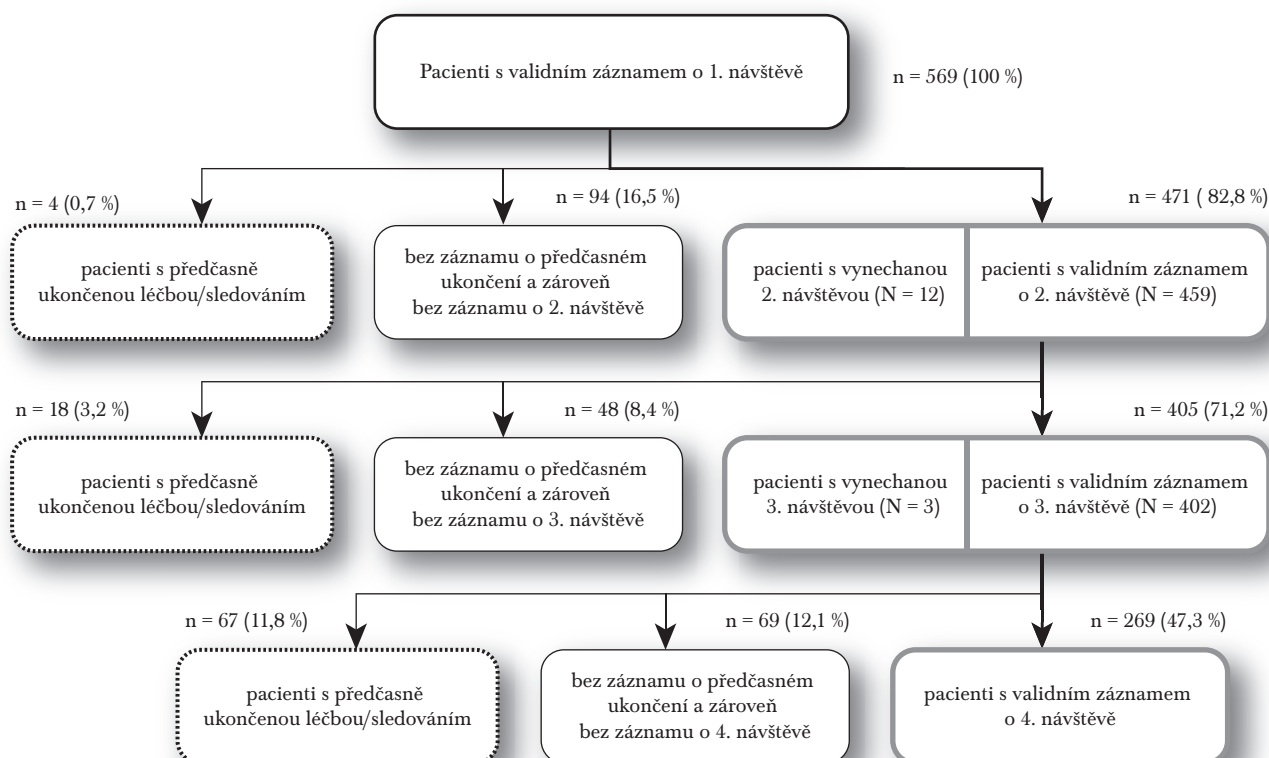 Pacienti s validním záznamem o 1. návštěvě
n = 569 (100 %)
n = 4 (0,7 %)
n = 94 (16,5 %)
n = 471 ( 82,8 %)
pacienti s předčasně
ukončenou léčbou/sledováním
bez záznamu o předčasném
ukončení a zároveň
bez záznamu o 2. návštěvě
pacienti s vynechanou
2. návštěvou (N = 12)
pacienti s validním záznamem
o 2. návštěvě (N = 459)
n = 18 (3,2 %)
n = 48 (8,4 %)
n = 405 (71,2 %)
pacienti s předčasně
ukončenou léčbou/sledováním
bez záznamu o předčasném
ukončení a zároveň
bez záznamu o 3. návštěvě
pacienti s vynechanou
3. návštěvou (N = 3)
pacienti s validním záznamem
o 3. návštěvě (N = 402)
n = 67 (11,8 %)
n = 69 (12,1 %)
n = 269 (47,3 %)
pacienti s předčasně
ukončenou léčbou/sledováním
bez záznamu o předčasném
ukončení a zároveň
bez záznamu o 4. návštěvě
pacienti s validním záznamem
o 4. návštěvě